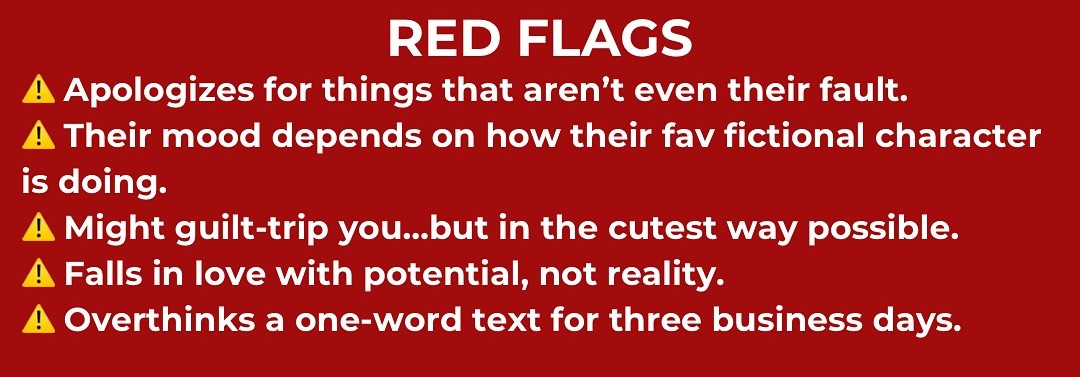 RED FLAGS
⚠️ Apologizes for things that aren’t even their fault.
⚠️ Their mood depends on how their fav fictional character
is doing.
⚠️ Might guilt-trip you...but in the cutest way possible.
⚠️ Falls in love with potential, not reality.
⚠️ Overthinks a one-word text for three business days.